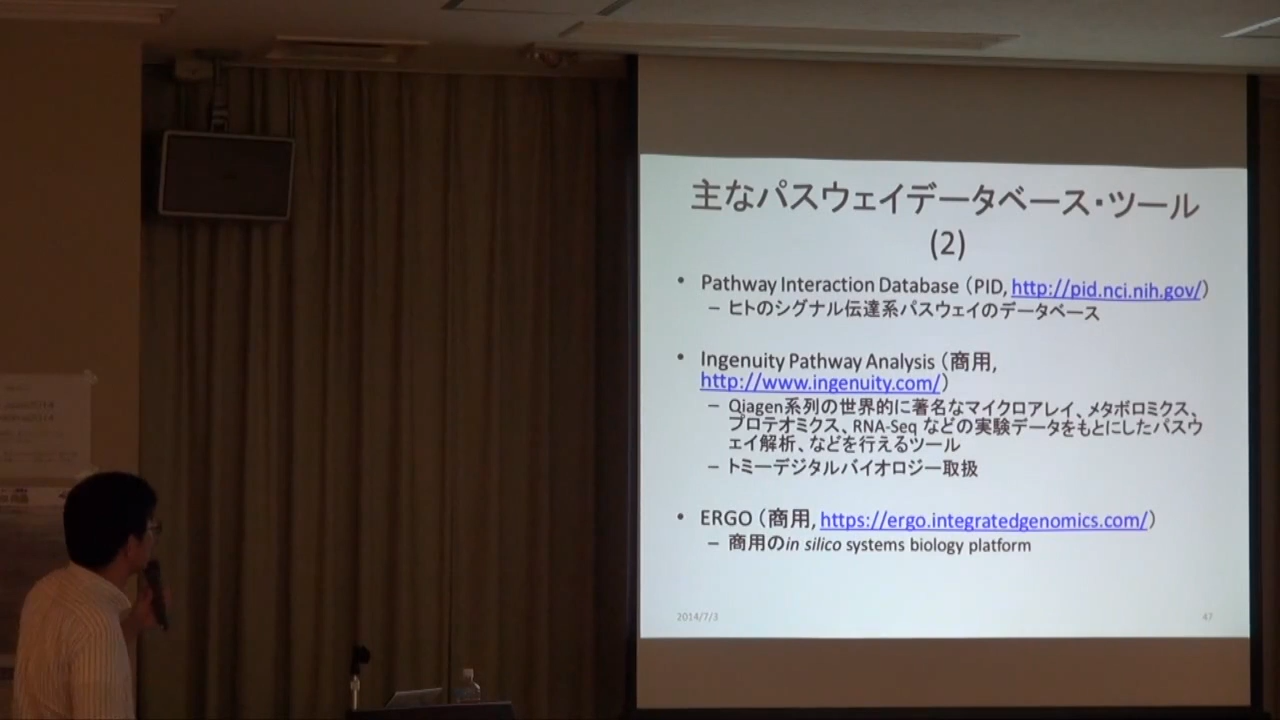 主なパスウェイデータベース・ツール
(2)
• Pathway Interaction Database (PID, http://pid.nci.nih.gov/)
– ヒトのシグナル伝達系パスウェイのデータベース
• Ingenuity Pathway Analysis (商用,
http://www.ingenuity.com/)
– Qiagen系列の世界的に著名なマイクロアレイ、メタボロミクス、
プロテオミクス、RNA-Seq などの実験データをもとにしたパスウ
ェイ解析、などを行えるツール
– トミーデジタルバイオロジー取扱
• ERGO (商用, https://ergo.integratedgenomics.com/)
– 商用のin silico systems biology platform
2014/7/3
47